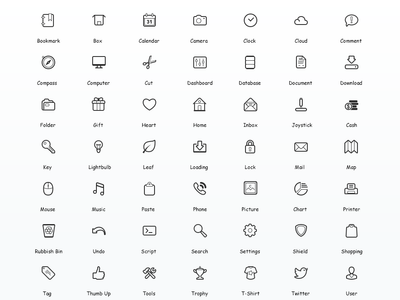 Bookmark Box Calendar Camera Clock Cloud Comment
31
Compass Computer Cut Dashboard Database Document Download
Folder Gift Heart Home Inbox Joystick Cash
Key Lightbulb Leaf Loading Lock Mail Map
Mouse Music Paste Phone Picture Chart Printer
Rubbish Bin Undo Script Search Settings Shield Shopping
Tag Thumb Up Tools Trophy T-Shirt Twitter User